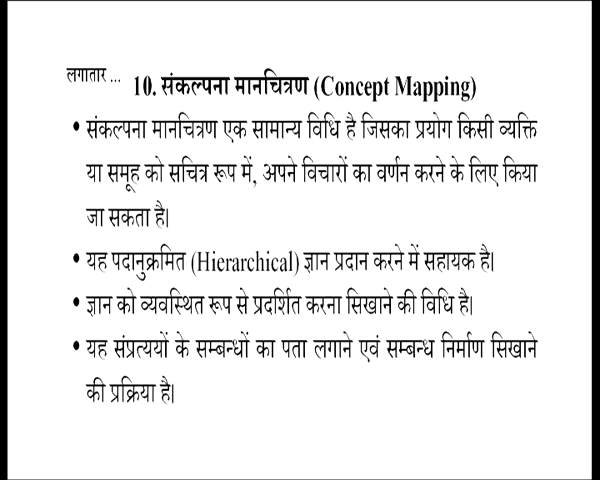 लगातार ...
10. संकल्पना मानचित्रण (Concept Mapping)
• संकल्पना मानचित्रण एक सामान्य विधि है जिसका प्रयोग किसी व्यक्ति
या समूह को सचित्र रूप में, अपने विचारों का वर्णन करने के लिए किया
जा सकता है।
• यह पदानुक्रमित (Hierarchical) ज्ञान प्रदान करने में सहायक है।
• ज्ञान को व्यवस्थित रूप से प्रदर्शित करना सिखाने की विधि है।
• यह संप्रत्ययों के सम्बन्धों का पता लगाने एवं सम्बन्ध निर्माण सिखाने
की प्रक्रिया है।